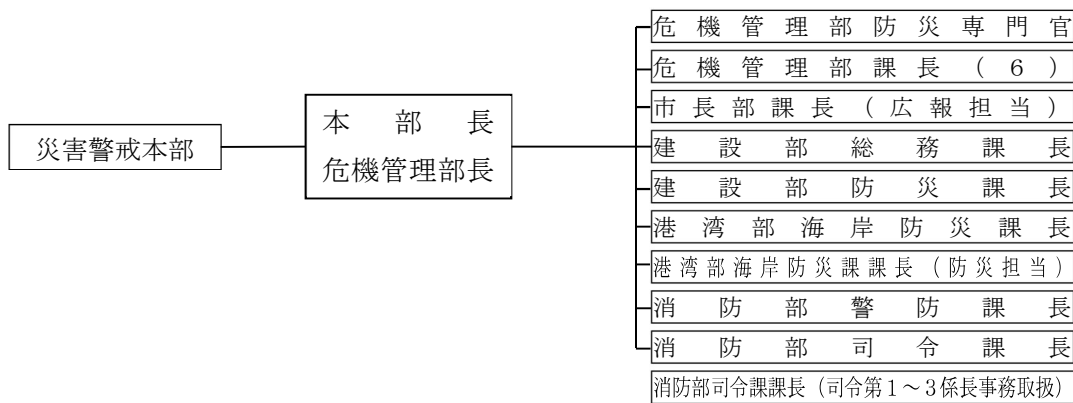 災害警戒本部
本部長
危機管理部長
危機管理部防災専門官
危機管理部課長（６）
市長部課長（広報担当）
建設部総務課長
建設部防災課長
港湾部海岸防災課長
港湾部海岸防災課課長（防災担当）
消防部警防課長
消防部司令課長
消防部司令課課長（司令第１～３係長事務取扱）